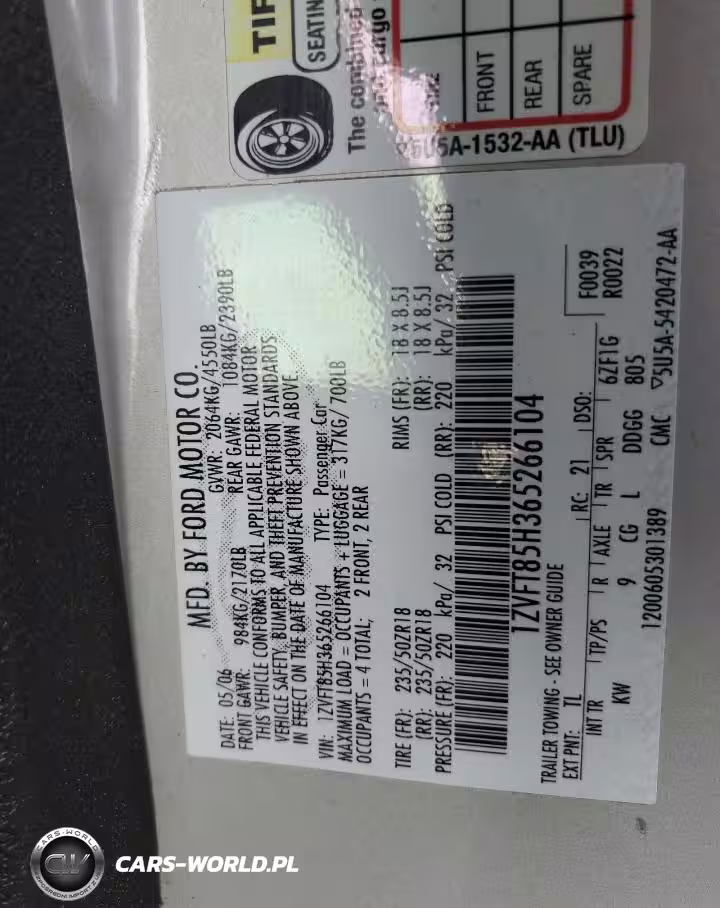 TIR
SEATIN
The combined
cargo
FRONT
REAR
SPARE
5U5A-1532-AA (TLU)
MFD. BY FORD MOTOR CO.
DATE: 05/06 GVWR: 2064KG/4550LB
FRONT GAWR: 984KG/2170LB REAR GAWR: 1084KG/2390LB
THIS VEHICLE CONFORMS TO ALL APPLICABLE FEDERAL MOTOR
VEHICLE SAFETY, BUMPER, AND THEFT PREVENTION STANDARDS
IN EFFECT ON THE DATE OF MANUFACTURE SHOWN ABOVE.
VIN: 1ZVFT85H365266104 TYPE: Passenger Car
MAXIMUM LOAD = OCCUPANTS + LUGGAGE = 317KG/ 700LB
OCCUPANTS = 4 TOTAL; 2 FRONT, 2 REAR
TIRE (FR): 235/50ZR18 RIMS (FR): 18 X 8.5J
(RR): 235/50ZR18 (RR): 18 X 8.5J
PRESSURE (FR): 220 kPa/ 32 PSI COLD (RR): 220 kPa/ 32 PSI COLD
1ZVFT85H365266104
TRAILER TOWING - SEE OWNER GUIDE F0039
EXT PNT: TL RC: 21 DSO: R0022
INT TR TP/PS R AXLE TR SPR 6ZF1G
KW 9 CG L DDGG 805
1200605301389 CMC ▽5U5A-5420472-AA
CARS-WORLD
CW
CARS-WORLD.PL